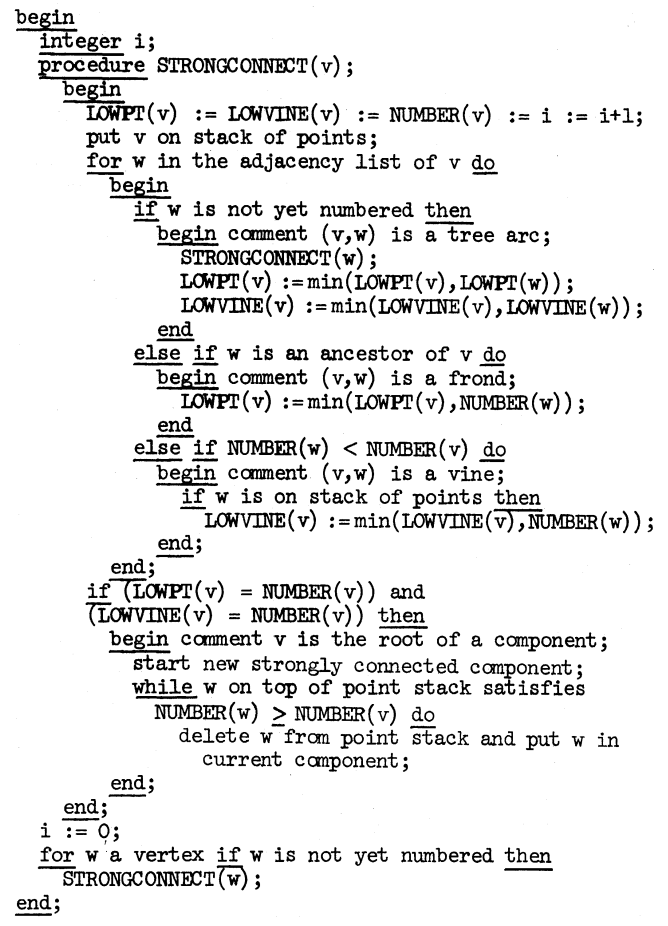 begin
integer i;
procedure STRONGCONNECT(v);
begin
LOWPT(v) := LOWVINE(v) := NUMBER(v) := i := i+1;
put v on stack of points;
for w in the adjacency list of v do
begin
if w is not yet numbered then
begin comment (v,w) is a tree arc;
STRONGCONNECT(w);
LOWPT(v) :=min(LOWPT(v),LOWPT(w));
LOWVINE(v) :=min(LOWVINE(v),LOWVINE(w));
end
else if w is an ancestor of v do
begin comment (v,w) is a frond;
LOWPT(v) :=min(LOWPT(v),NUMBER(w));
end
else if NUMBER(w) < NUMBER(v) do
begin comment (v,w) is a vine;
if w is on stack of points then
LOWVINE(v) :=min(LOWVINE(v),NUMBER(w));
end;
end;
if (LOWPT(v) = NUMBER(v)) and
(LOWVINE(v) = NUMBER(v)) then
begin comment v is the root of a component;
start new strongly connected component;
while w on top of point stack satisfies
NUMBER(w) ≥ NUMBER(v) do
delete w from point stack and put w in
current component;
end;
end;
i := 0;
for w a vertex if w is not yet numbered then
STRONGCONNECT(w);
end;